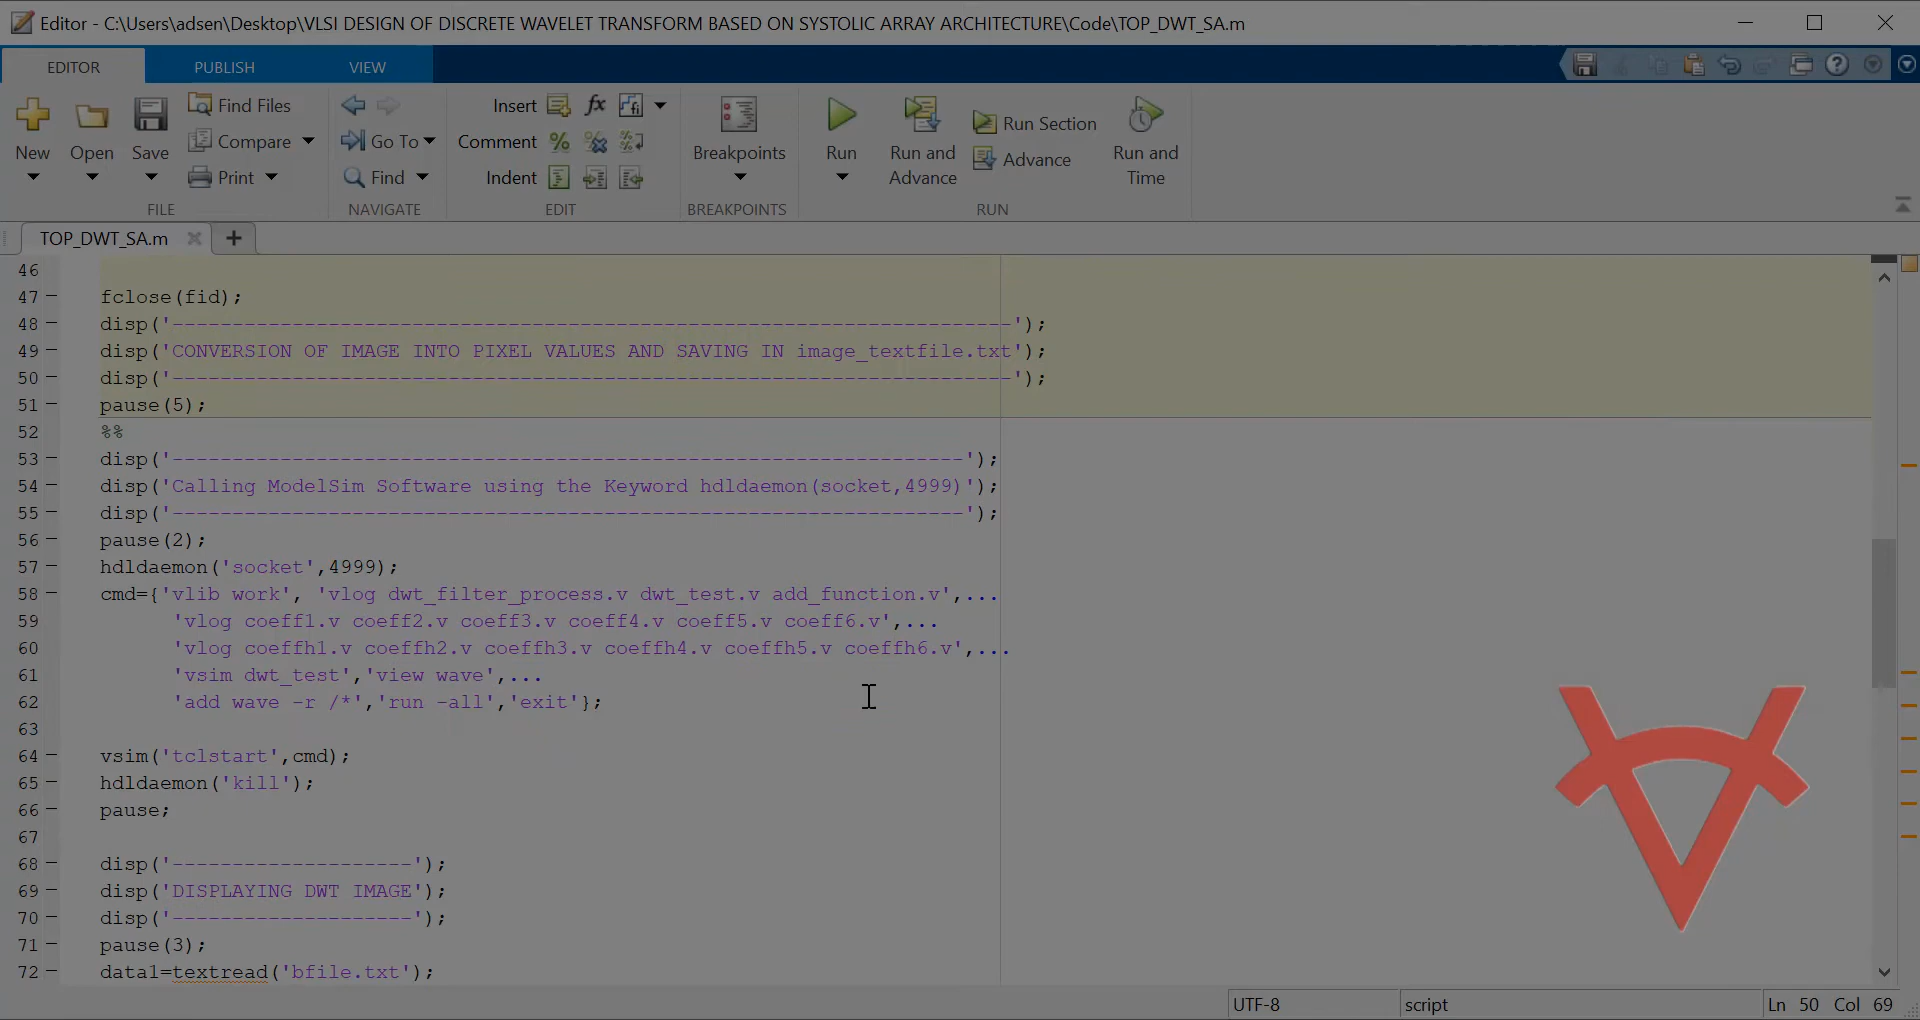 Editor - C:\Users\adsen\Desktop\VLSI DESIGN OF DISCRETE WAVELET TRANSFORM BASED ON SYSTOLIC ARRAY ARCHITECTURE\Code\TOP_DWT_SA.m
EDITOR PUBLISH VIEW
New Open Save Find Files Compare Print
FILE
Go To Find
NAVIGATE
Insert
Comment
Indent
EDIT
Breakpoints
BREAKPOINTS
Run Run and Advance Run Section Advance Run and Time
RUN
TOP_DWT_SA.m
46
47 fclose(fid);
48 disp('----------------------------------------------------------------------');
49 disp('CONVERSION OF IMAGE INTO PIXEL VALUES AND SAVING IN image_textfile.txt');
50 disp('----------------------------------------------------------------------');
51 pause(5);
52 %%
53 disp('------------------------------------------------------------------');
54 disp('Calling ModelSim Software using the Keyword hdldaemon(socket,4999)');
55 disp('------------------------------------------------------------------');
56 pause(2);
57 hdldaemon('socket',4999);
58 cmd={'vlib work', 'vlog dwt_filter_process.v dwt_test.v add_function.v',...
59 'vlog coeff1.v coeff2.v coeff3.v coeff4.v coeff5.v coeff6.v',...
60 'vlog coeffh1.v coeffh2.v coeffh3.v coeffh4.v coeffh5.v coeffh6.v',...
61 'vsim dwt_test','view wave',...
62 'add wave -r /*','run -all','exit'};
63
64 vsim('tclstart',cmd);
65 hdldaemon('kill');
66 pause;
67
68 disp('--------------------');
69 disp('DISPLAYING DWT IMAGE');
70 disp('--------------------');
71 pause(3);
72 data1=textread('bfile.txt');
UTF-8 script Ln 50 Col 69